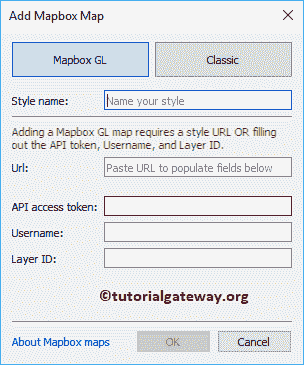 Add Mapbox Map
Mapbox GL Classic
Style name: Name your style
Adding a Mapbox GL map requires a style URL OR filling
out the API token, Username, and Layer ID.
Url: Paste URL to populate fields below
API access token:
Username:
Layer ID:
©tutorialgateway.org
About Mapbox maps OK Cancel